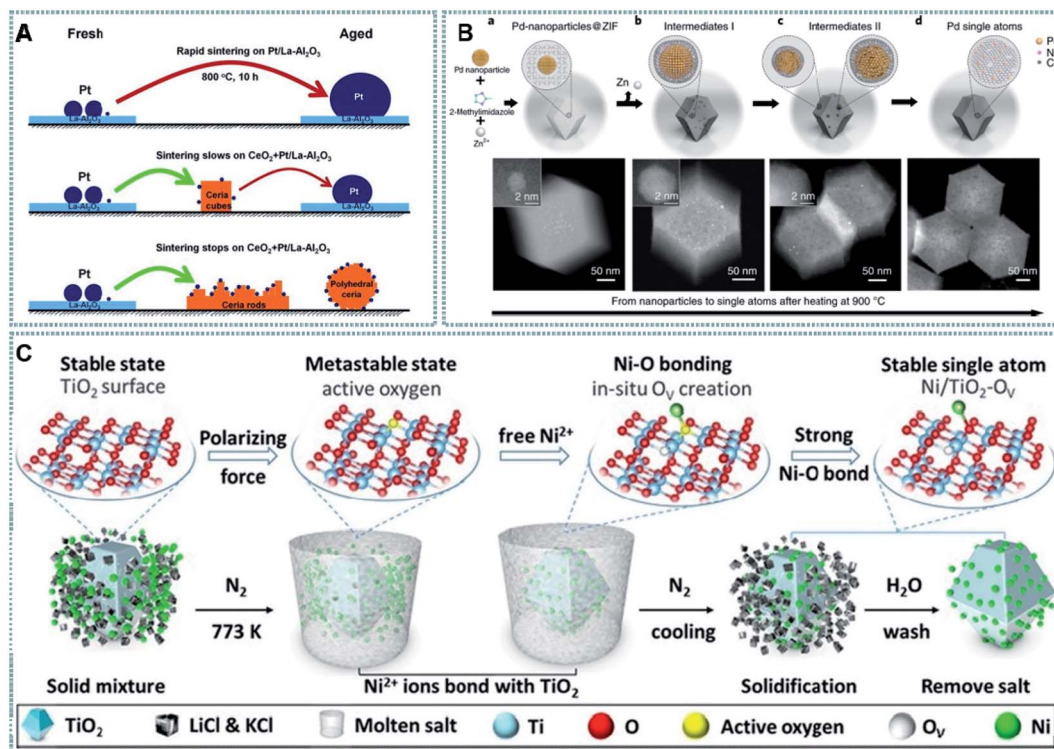 A
Fresh
Aged
Rapid sintering on Pt/La-Al₂O₃
800 °C, 10 h
Pt
Pt
La-Al₂O₃
La-Al₂O₃
Sintering slows on CeO₂+Pt/La-Al₂O₃
Pt
Ceria
cubes
Pt
La-Al₂O₃
La-Al₂O₃
Sintering stops on CeO₂+Pt/La-Al₂O₃
Pt
Polyhedral
ceria
La-Al₂O₃
Ceria rods
B
a
Pd-nanoparticles@ZIF
b
Intermediates I
c
Intermediates II
d
Pd single atoms
Pd nanoparticle
+
2-Methylimidazole
+
Zn²⁺
Zn
N
C
2 nm
50 nm
2 nm
50 nm
2 nm
50 nm
50 nm
From nanoparticles to single atoms after heating at 900 °C
C
Stable state
TiO₂ surface
Metastable state
active oxygen
Ni-O bonding
in-situ Oᵥ creation
Stable single atom
Ni/TiO₂-Oᵥ
Polarizing
force
free Ni²⁺
Strong
Ni-O bond
N₂
773 K
N₂
cooling
H₂O
wash
Solid mixture
Ni²⁺ ions bond with TiO₂
Solidification
Remove salt
TiO₂
LiCl & KCl
Molten salt
Ti
O
Active oxygen
Oᵥ
Ni